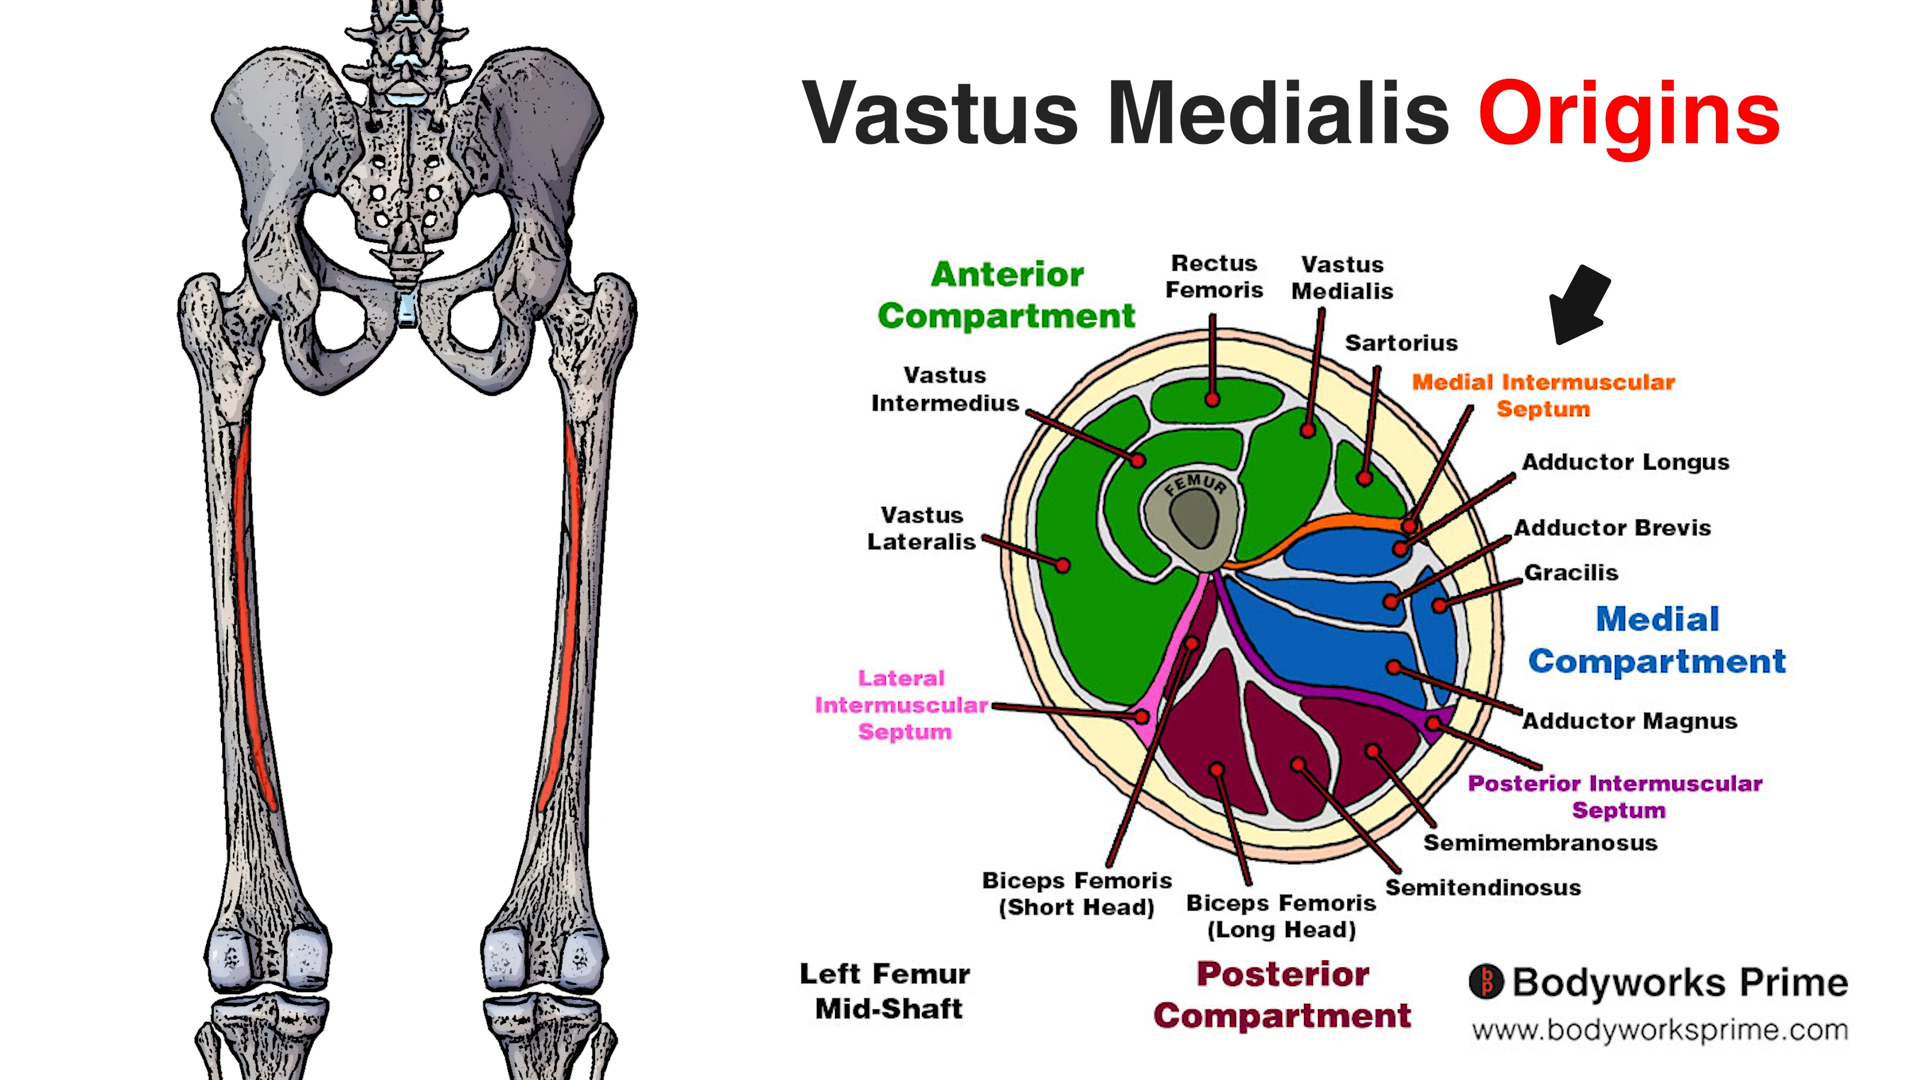 Vastus Medialis Origins
Anterior
Compartment
Rectus
Femoris
Vastus
Medialis
Sartorius
Medial Intermuscular
Septum
Vastus
Intermedius
Adductor Longus
FEMUR
Vastus
Lateralis
Adductor Brevis
Gracilis
Medial
Compartment
Lateral
Intermuscular
Septum
Adductor Magnus
Posterior Intermuscular
Septum
Semimembranosus
Semitendinosus
Biceps Femoris
(Short Head)
Biceps Femoris
(Long Head)
Left Femur
Mid-Shaft
Posterior
Compartment
bp Bodyworks Prime
www.bodyworksprime.com